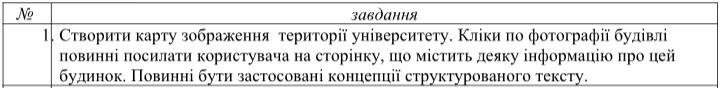 № завдання
1. Створити карту зображення території університету. Кліки по фотографії будівлі
повинні посилати користувача на сторінку, що містить деяку інформацію про цей
будинок. Повинні бути застосовані концепції структурованого тексту.